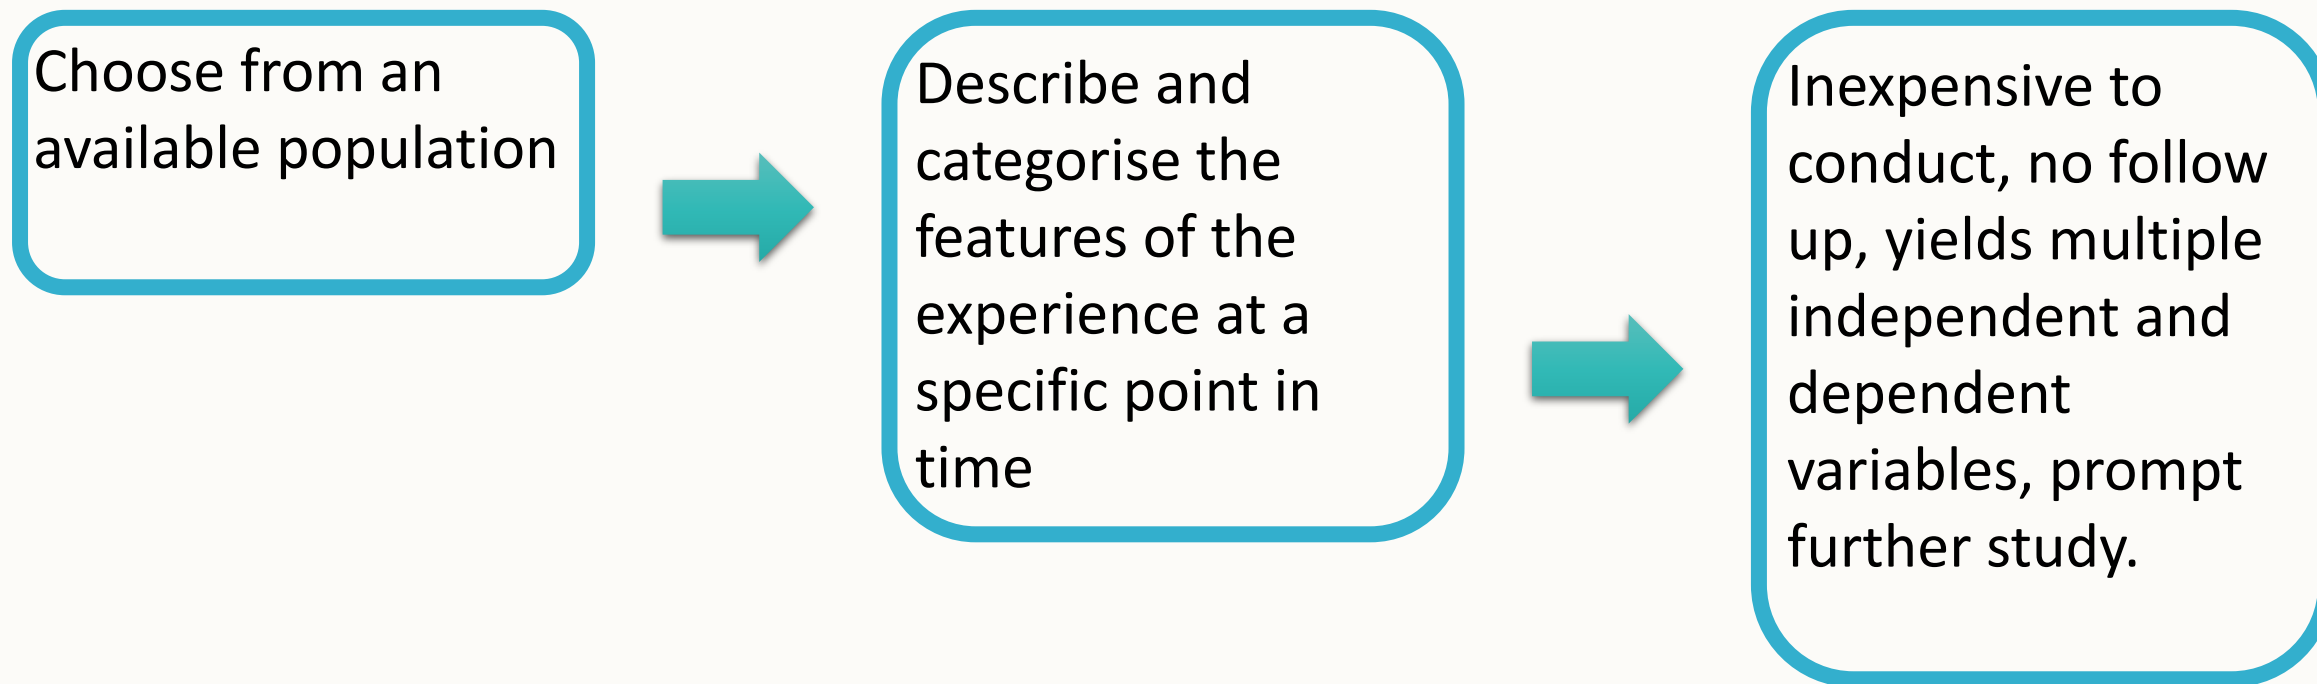 Choose from an
available population
Describe and
categorise the
features of the
experience at a
specific point in
time
Inexpensive to
conduct, no follow
up, yields multiple
independent and
dependent
variables, prompt
further study.